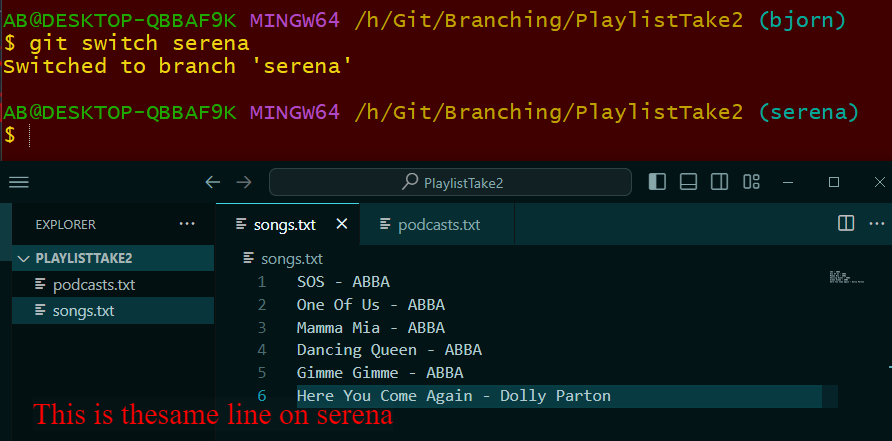 AB@DESKTOP-QBBAF9K MINGW64 /h/Git/Branching/PlaylistTake2 (bjorn)
$ git switch serena
Switched to branch 'serena'
AB@DESKTOP-QBBAF9K MINGW64 /h/Git/Branching/PlaylistTake2 (serena)
$
PlaylistTake2
EXPLORER ··· songs.txt podcasts.txt ···
PLAYLISTTAKE2 songs.txt
podcasts.txt
songs.txt
1 SOS - ABBA
2 One Of Us - ABBA
3 Mamma Mia - ABBA
4 Dancing Queen - ABBA
5 Gimme Gimme - ABBA
6 Here You Come Again - Dolly Parton
This is thesame line on serena